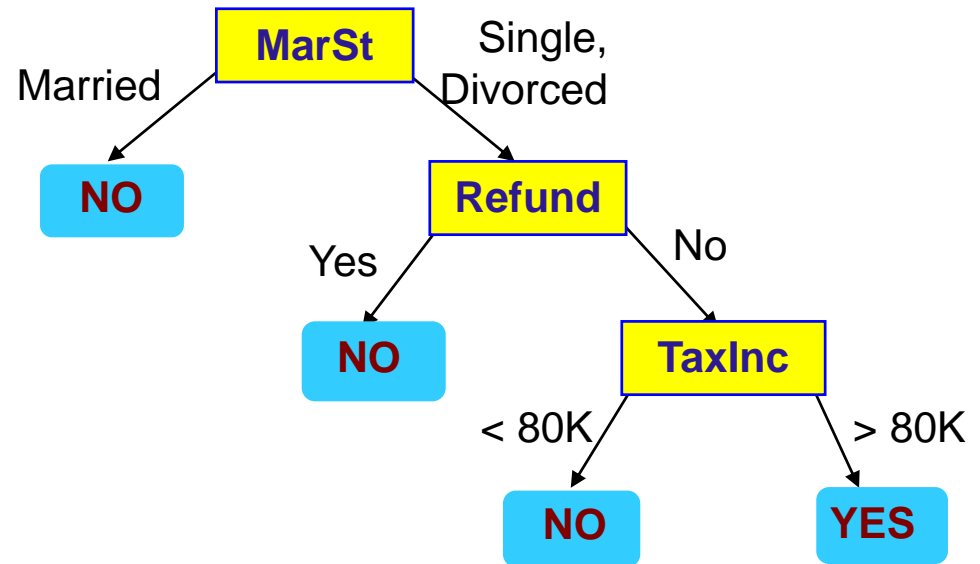 MarSt
Single,
Married
Divorced
NO
Refund
Yes
No
NO
TaxInc
< 80K
> 80K
NO
YES